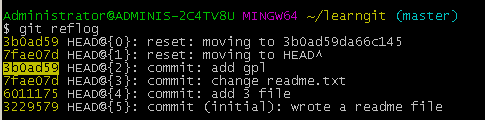 Administrator@ADMINIS-2C4TV8U MINGW64 ~/learngit (master)
$ git reflog
3b0ad59 HEAD@{0}: reset: moving to 3b0ad59da66c145
7fae07d HEAD@{1}: reset: moving to HEAD^
3b0ad59 HEAD@{2}: commit: add gpl
7fae07d HEAD@{3}: commit: change readme.txt
6011175 HEAD@{4}: commit: add 3 file
3229579 HEAD@{5}: commit (initial): wrote a readme file